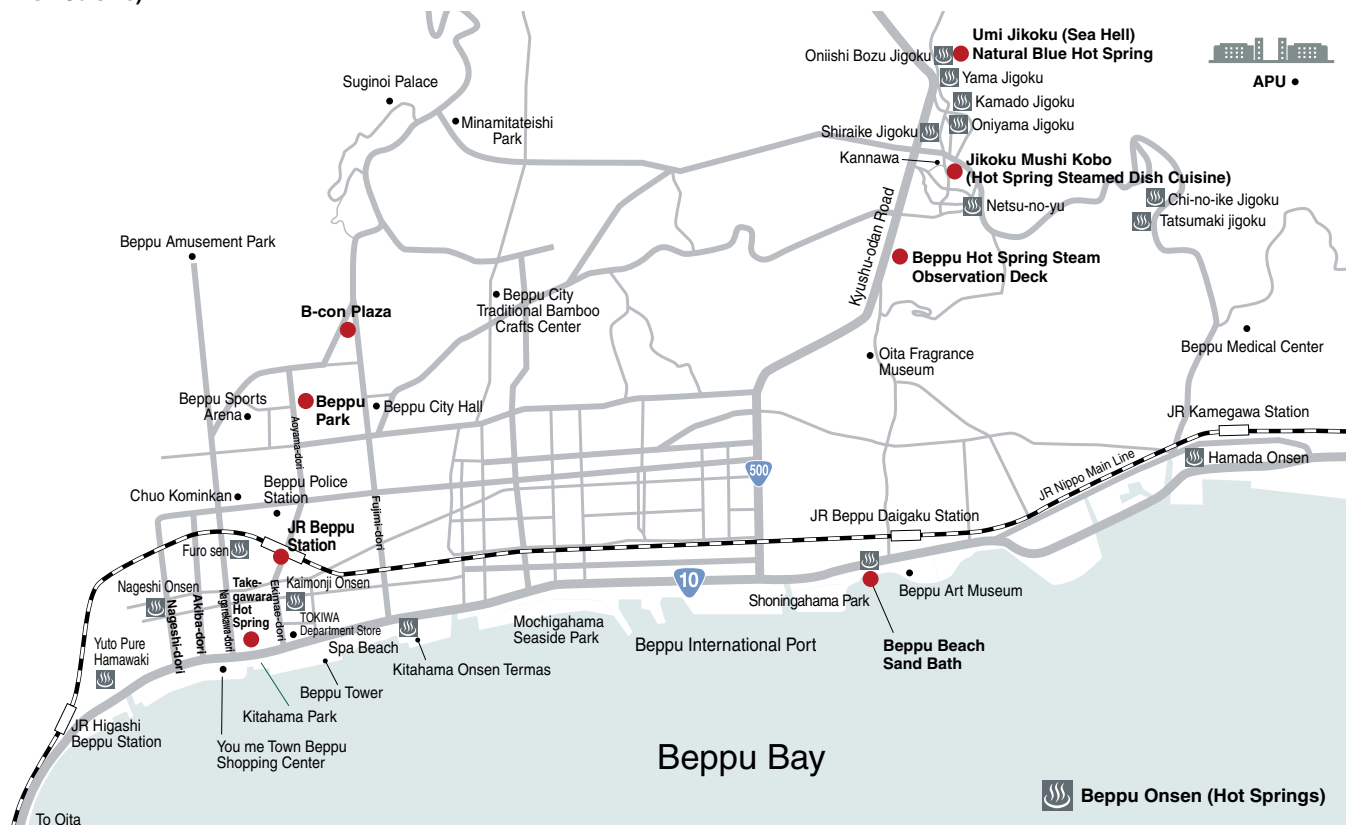 Umi Jikoku (Sea Hell)
Natural Blue Hot Spring
Oniishi Bozu Jigoku
APU
Yama Jigoku
Suginoi Palace
Kamado Jigoku
Minamitateishi
Park
Oniyama Jigoku
Shiraike Jigoku
Kannawa
Jikoku Mushi Kobo
(Hot Spring Steamed Dish Cuisine)
Netsu-no-yu
Chi-no-ike Jigoku
Tatsumaki jigoku
Beppu Amusement Park
Kyushu-odan Road
Beppu Hot Spring Steam
Observation Deck
B-con Plaza
Beppu City
Traditional Bamboo
Crafts Center
Oita Fragrance
Museum
Beppu Medical Center
Beppu Sports
Arena
Beppu
Park
Beppu City Hall
JR Kamegawa Station
Aoyama-dori
Hamada Onsen
JR Nippo Main Line
500
Chuo Kominkan
Beppu Police
Station
Fujimi-dori
JR Beppu Daigaku Station
JR Beppu
Station
Furo sen
Nageshi Onsen
Take-
gawara
Hot
Spring
Kaimonji Onsen
10
Nageshi-dori
Akiba-dori
Ekimae-dori
TOKIWA
Department Store
Shoningahama Park
Beppu Art Museum
Mochigahama
Seaside Park
Beppu International Port
Beppu Beach
Sand Bath
Yuto Pure
Hamawaki
Spa Beach
Kitahama Onsen Termas
Beppu Tower
Kitahama Park
JR Higashi
Beppu Station
You me Town Beppu
Shopping Center
Beppu Bay
Beppu Onsen (Hot Springs)
To Oita